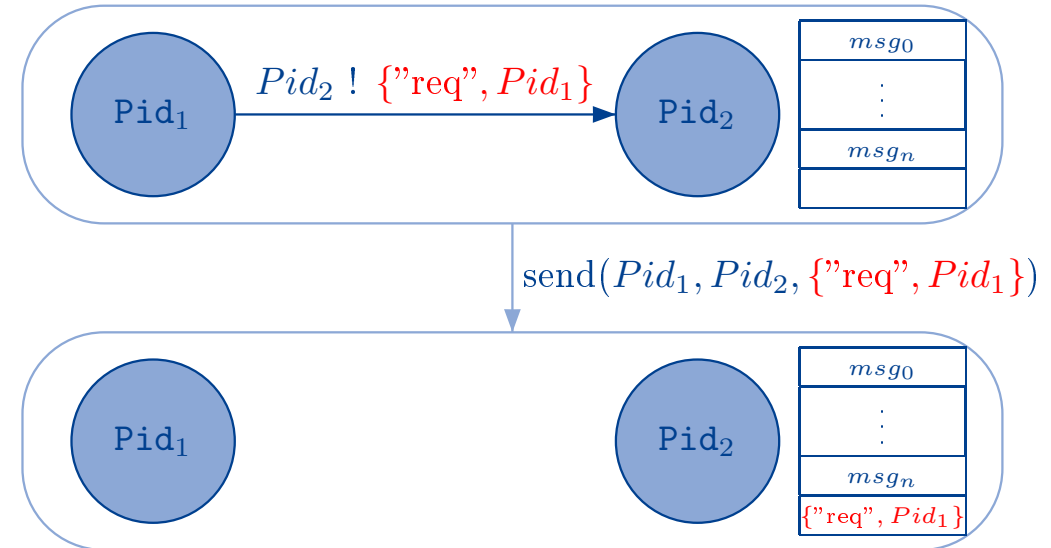 Pid₂ ! {"req", Pid₁}
Pid₁
Pid₂
msg₀
⋮
msgₙ
send(Pid₁, Pid₂, {"req", Pid₁})
Pid₁
Pid₂
msg₀
⋮
msgₙ
{"req", Pid₁}